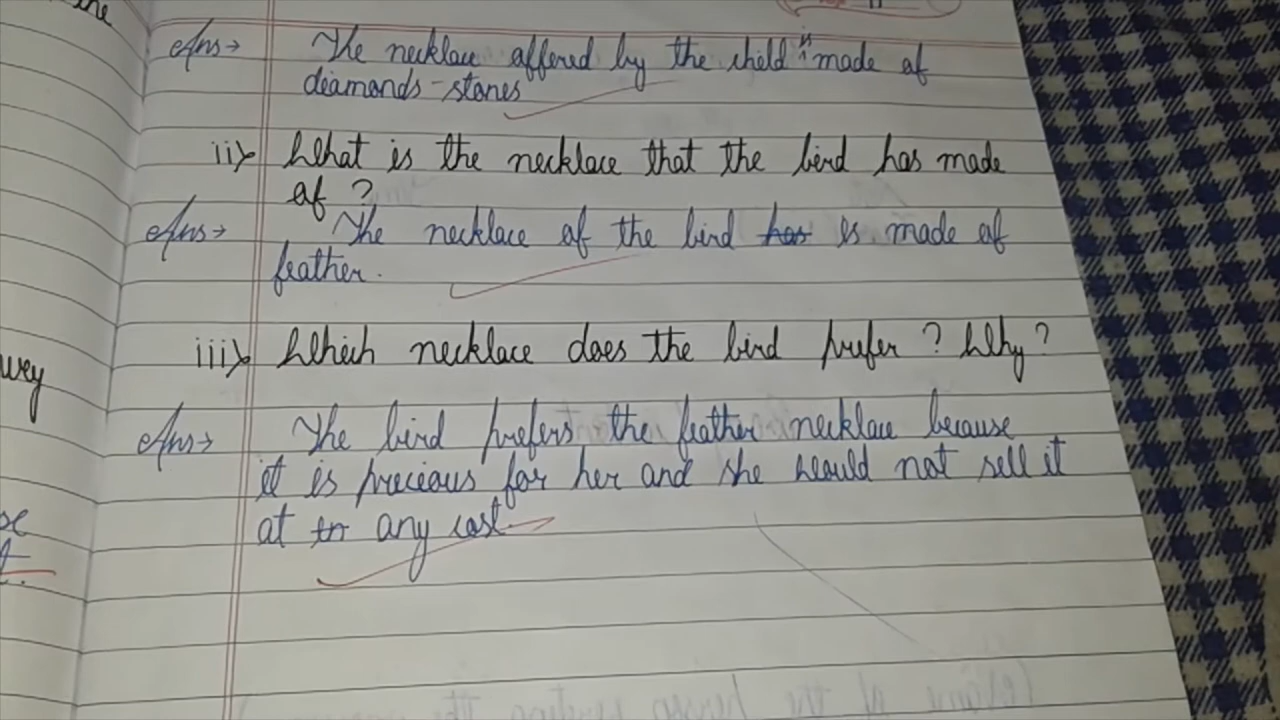 the
Ans→ The necklace offered by the child is made of
diamonds-stones
ii) What is the necklace that the bird has made
of ?
Ans→ The necklace of the bird has is made of
feather.
iii) Which necklace does the bird prefer ? Why ?
Ans→ The bird prefers the feather necklace because
it is precious for her and she would not sell it
at in any cost